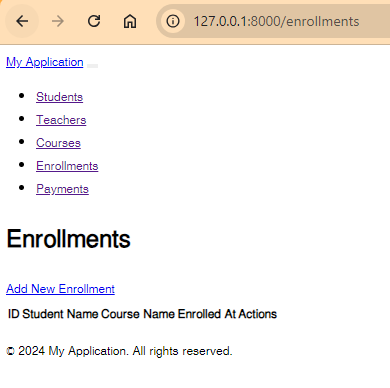 127.0.0.1:8000/enrollments
My Application
Students
Teachers
Courses
Enrollments
Payments
Enrollments
Add New Enrollment
ID Student Name Course Name Enrolled At Actions
© 2024 My Application. All rights reserved.